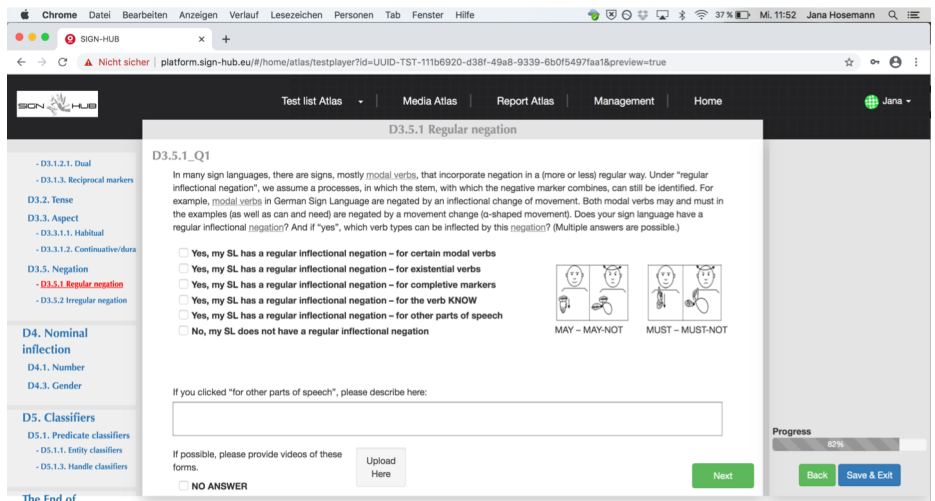 Chrome Datei Bearbeiten Anzeigen Verlauf Lesezeichen Personen Tab Fenster Hilfe 37 % Mi. 11:52 Jana Hosemann
SIGN-HUB
Nicht sicher | platform.sign-hub.eu/#/home/atlas/testplayer?id=UUID-TST-111b6920-d38f-49a8-9339-6b0f5497faa1&preview=true
SIGN HUB
Test list Atlas | Media Atlas | Report Atlas | Management | Home
Jana
D3.5.1 Regular negation
- D3.1.2.1. Dual
- D3.1.3. Reciprocal markers
D3.2. Tense
D3.3. Aspect
- D3.3.1.1. Habitual
- D3.3.1.2. Continuative/dura
D3.5. Negation
- D3.5.1 Regular negation
- D3.5.2 Irregular negation
D4. Nominal
inflection
D4.1. Number
D4.3. Gender
D5. Classifiers
D5.1. Predicate classifiers
- D5.1.1. Entity classifiers
- D5.1.3. Handle classifiers
The End of
D3.5.1_Q1
In many sign languages, there are signs, mostly modal verbs, that incorporate negation in a (more or less) regular way. Under "regular
inflectional negation", we assume a processes, in which the stem, with which the negative marker combines, can still be identified. For
example, modal verbs in German Sign Language are negated by an inflectional change of movement. Both modal verbs may and must in
the examples (as well as can and need) are negated by a movement change (α-shaped movement). Does your sign language have a
regular inflectional negation? And if "yes", which verb types can be inflected by this negation? (Multiple answers are possible.)
Yes, my SL has a regular inflectional negation – for certain modal verbs
Yes, my SL has a regular inflectional negation – for existential verbs
Yes, my SL has a regular inflectional negation – for completive markers
Yes, my SL has a regular inflectional negation – for the verb KNOW
Yes, my SL has a regular inflectional negation – for other parts of speech
No, my SL does not have a regular inflectional negation
MAY – MAY-NOT MUST – MUST-NOT
If you clicked "for other parts of speech", please describe here:
If possible, please provide videos of these
forms.
Upload
Here
NO ANSWER
Next
Progress
82%
Back
Save & Exit